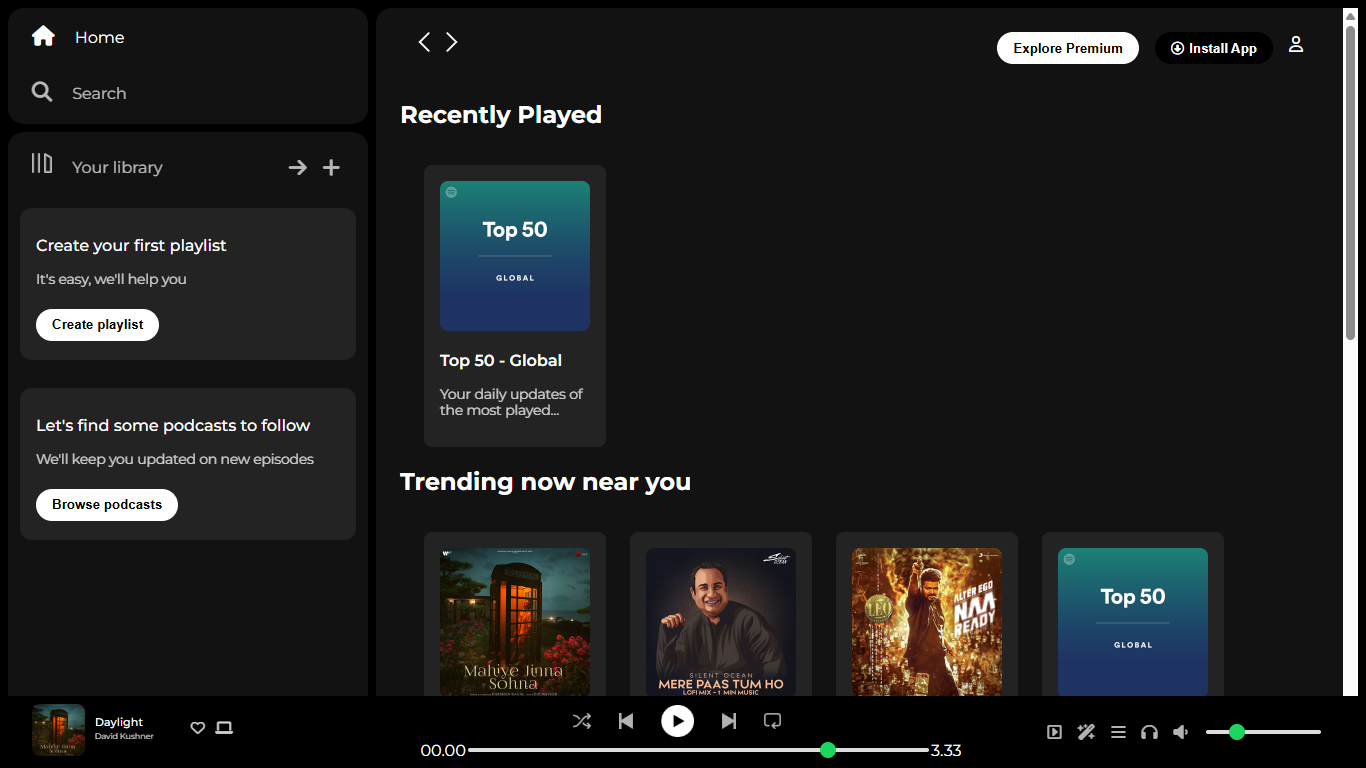 Home
Search
Your library
Create your first playlist
It's easy, we'll help you
Create playlist
Let's find some podcasts to follow
We'll keep you updated on new episodes
Browse podcasts
Explore Premium
Install App
Recently Played
Top 50
GLOBAL
Top 50 - Global
Your daily updates of
the most played...
Trending now near you
Mahiye Jinna
Sohna
SILENT OCEAN
MERE PAAS TUM HO
LOFI MIX - 1 MIN MUSIC
ALTER EGO
NAA
READY
LEO
Top 50
GLOBAL
Daylight
David Kushner
00.00
3.33